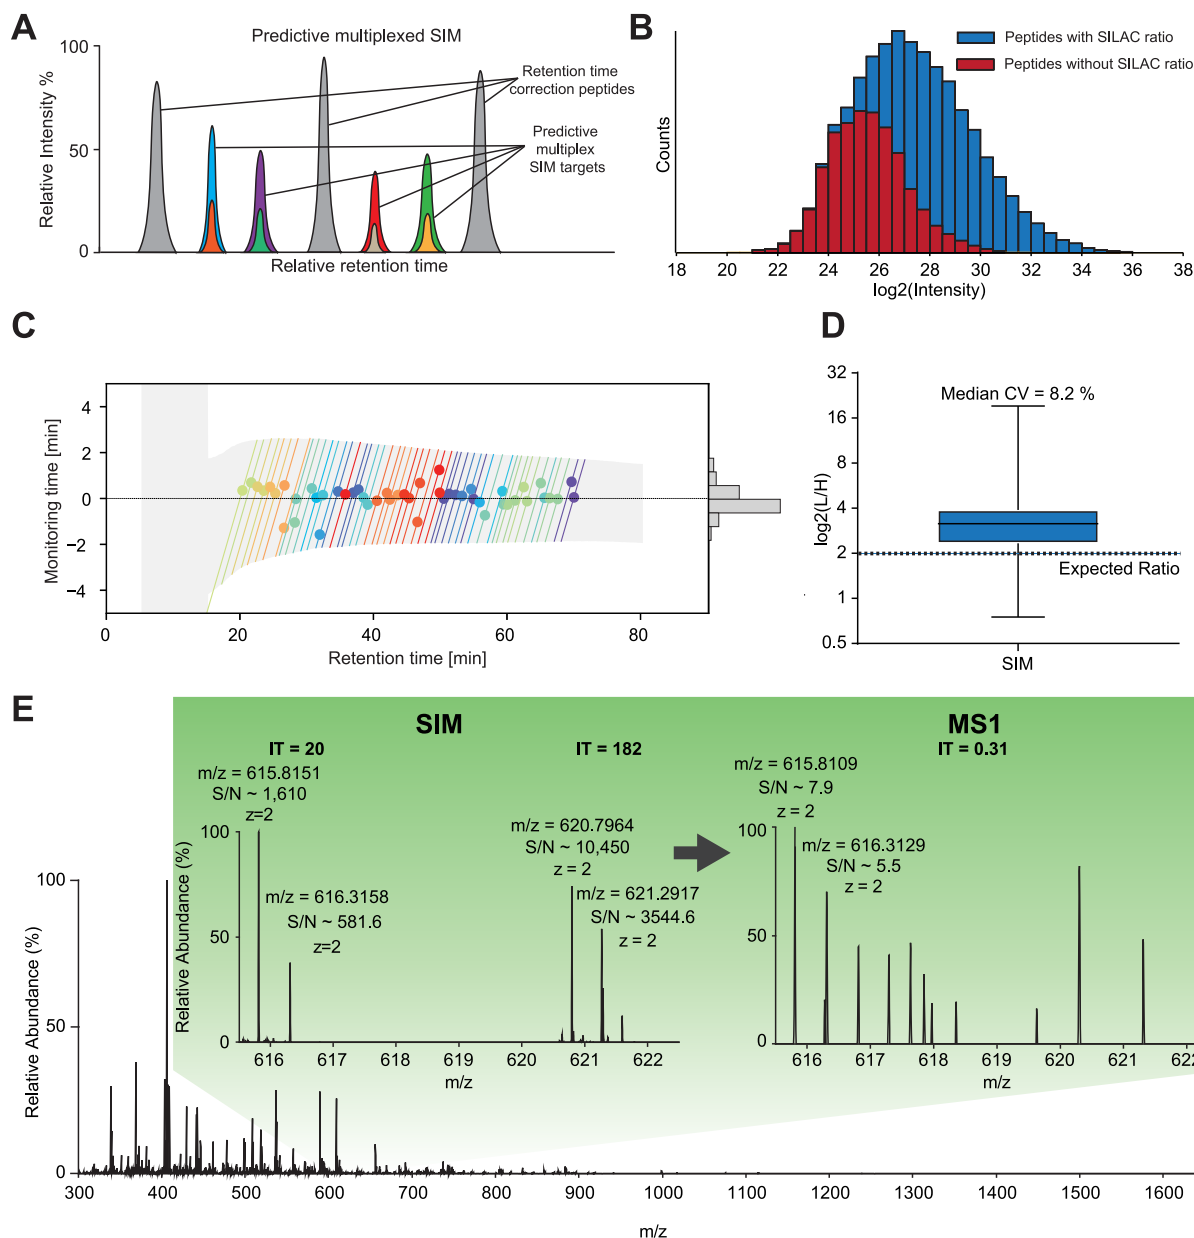 A
Predictive multiplexed SIM
100
50
0
Relative Intensity %
Retention time
correction peptides
Predictive
multiplex
SIM targets
Relative retention time
B
Peptides with SILAC ratio
Peptides without SILAC ratio
Counts
18 20 22 24 26 28 30 32 34 36 38
log2(Intensity)
C
Monitoring time [min]
4
2
0
−2
−4
0 20 40 60 80
Retention time [min]
D
Median CV = 8.2 %
log2(L/H)
32
16
8
4
2
1
0.5
Expected Ratio
SIM
E
SIM
MS1
IT = 20
IT = 182
IT = 0.31
m/z = 615.8151
S/N ~ 1,610
z=2
m/z = 616.3158
S/N ~ 581.6
z=2
m/z = 620.7964
S/N ~ 10,450
z = 2
m/z = 621.2917
S/N ~ 3544.6
z = 2
Relative Abundance (%)
100
50
0
616 617 618 619 620 621 622
m/z
m/z = 615.8109
S/N ~ 7.9
z = 2
m/z = 616.3129
S/N ~ 5.5
z = 2
100
50
0
616 617 618 619 620 621 622
m/z
Relative Abundance (%)
100
50
0
300 400 500 600 700 800 900 1000 1100 1200 1300 1400 1500 1600
m/z